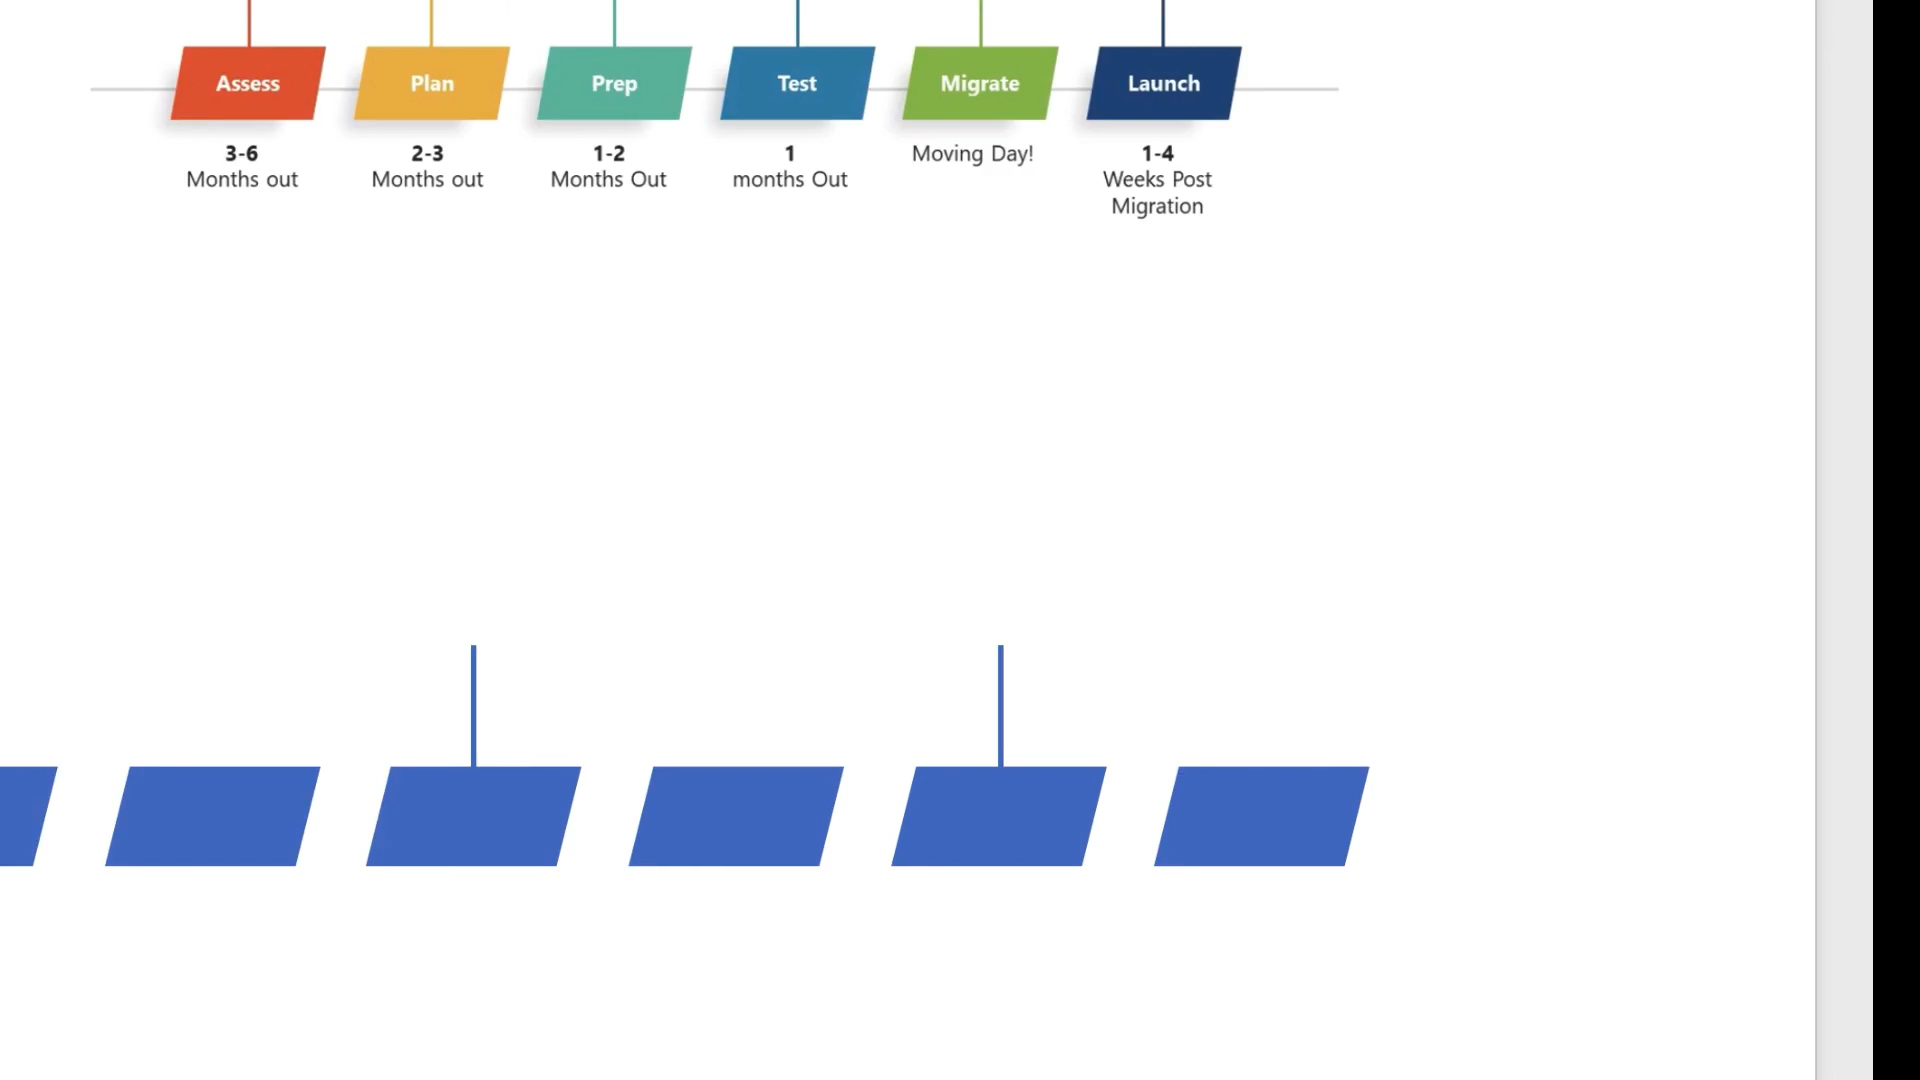 Assess
Plan
Prep
Test
Migrate
Launch
3-6
Months out
2-3
Months out
1-2
Months Out
1
months Out
Moving Day!
1-4
Weeks Post
Migration